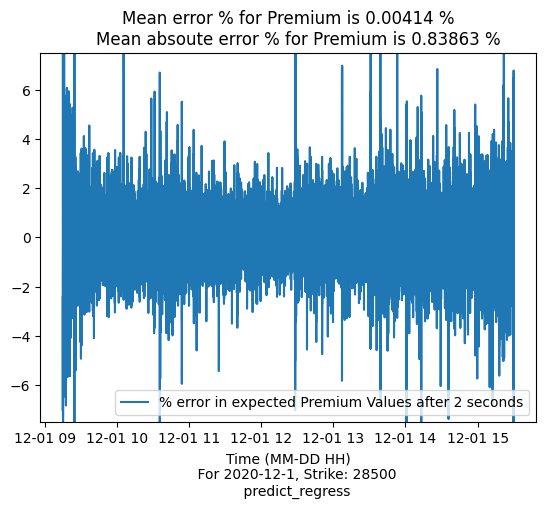 Mean error % for Premium is 0.00414 %
Mean absoute error % for Premium is 0.83863 %
6
4
2
0
−2
−4
−6
% error in expected Premium Values after 2 seconds
12-01 09 12-01 10 12-01 11 12-01 12 12-01 13 12-01 14 12-01 15
Time (MM-DD HH)
For 2020-12-1, Strike: 28500
predict_regress